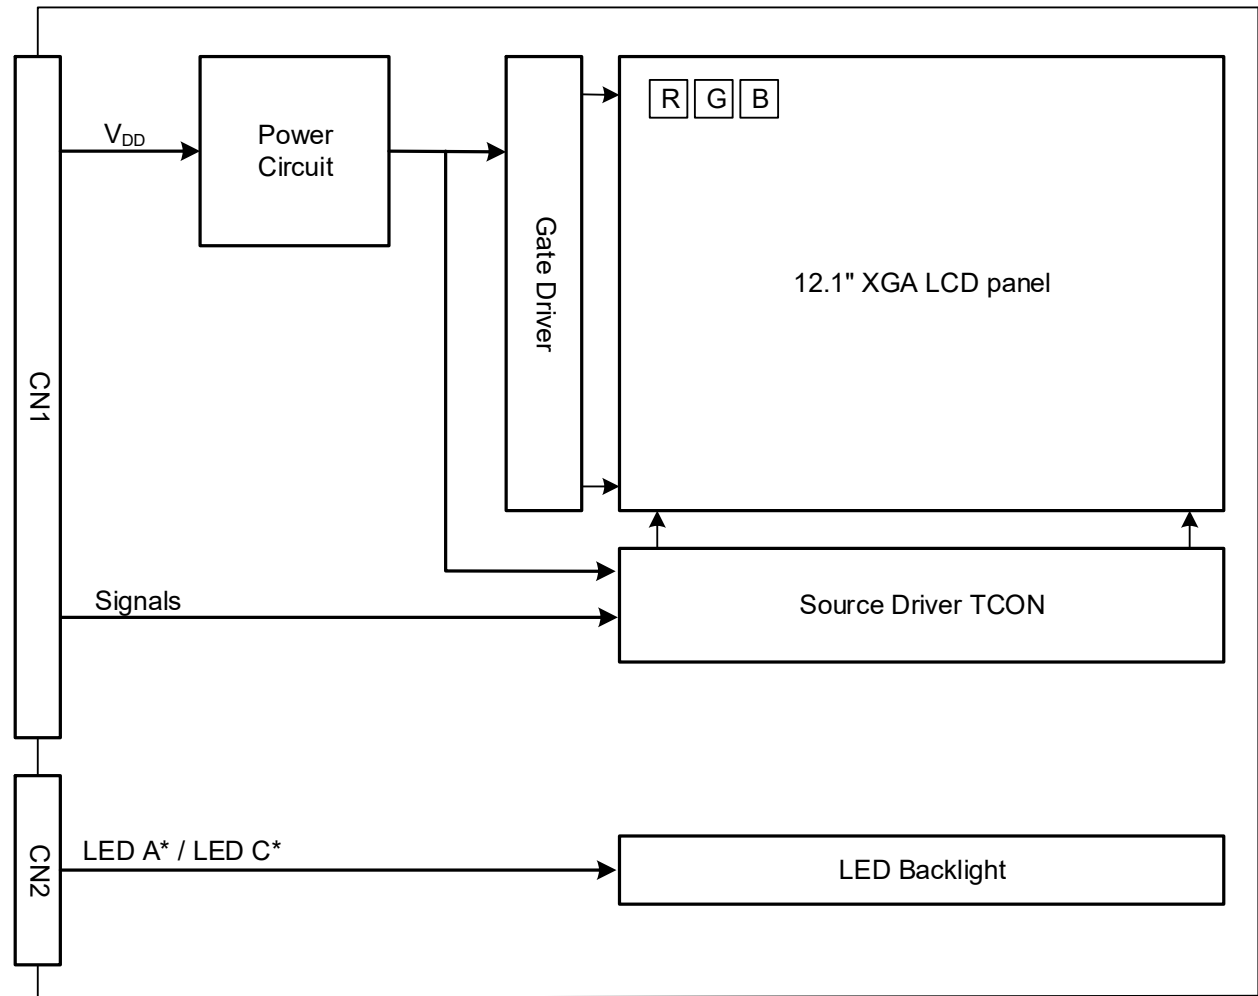 V_DD
Power
Circuit
R G B
Gate Driver
12.1" XGA LCD panel
CN1
Signals
Source Driver TCON
CN2
LED A* / LED C*
LED Backlight